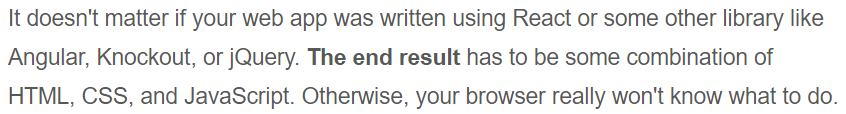 It doesn't matter if your web app was written using React or some other library like
Angular, Knockout, or jQuery. The end result has to be some combination of
HTML, CSS, and JavaScript. Otherwise, your browser really won't know what to do.